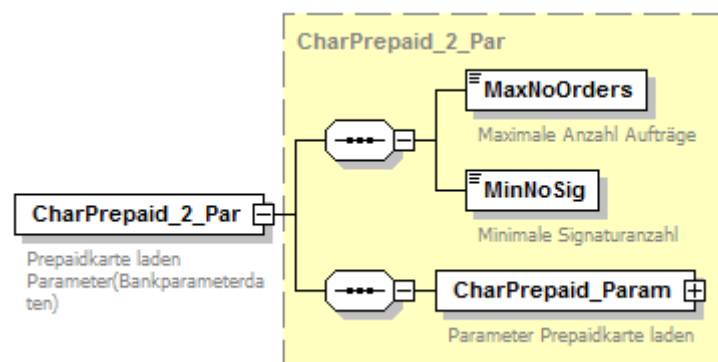 CharPrepaid_2_Par
MaxNoOrders
Maximale Anzahl Aufträge
MinNoSig
Minimale Signaturanzahl
CharPrepaid_2_Par
Prepaidkarte laden
Parameter(Bankparameterda
ten)
CharPrepaid_Param
Parameter Prepaidkarte laden